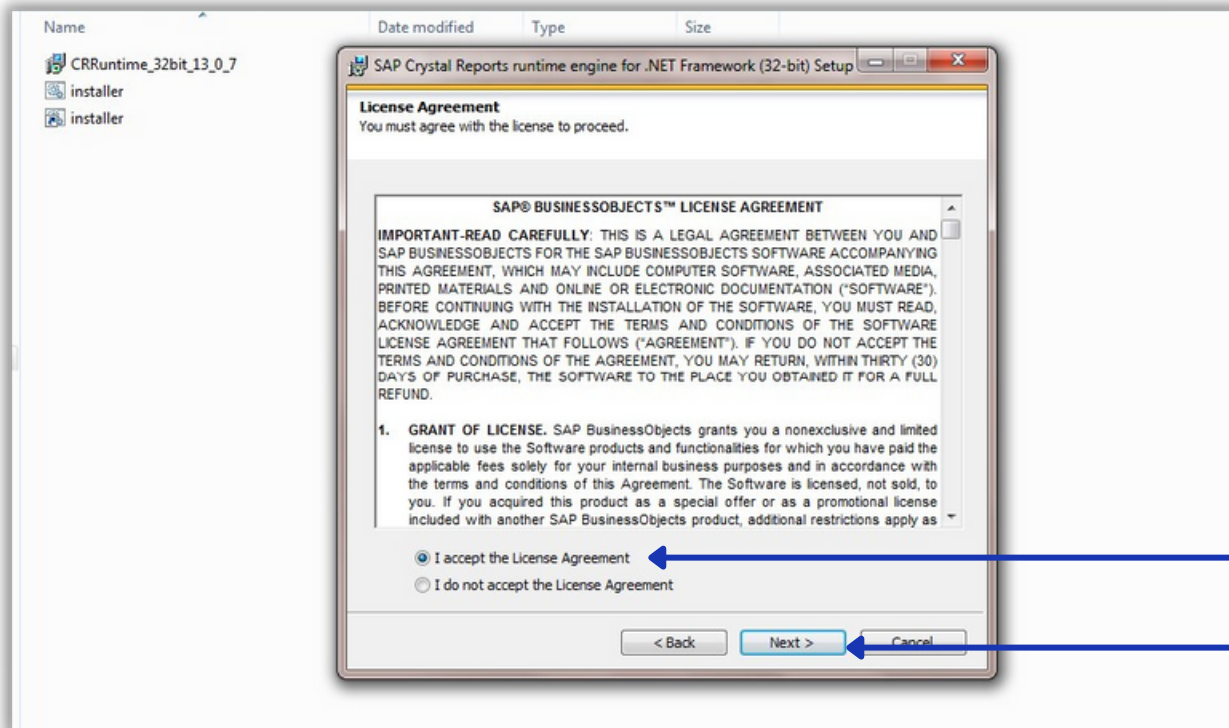 Name Date modified Type Size
CRRuntime_32bit_13_0_7
installer
installer
SAP Crystal Reports runtime engine for .NET Framework (32-bit) Setup
License Agreement
You must agree with the license to proceed.
SAP® BUSINESSOBJECTS™ LICENSE AGREEMENT
IMPORTANT-READ CAREFULLY: THIS IS A LEGAL AGREEMENT BETWEEN YOU AND
SAP BUSINESSOBJECTS FOR THE SAP BUSINESSOBJECTS SOFTWARE ACCOMPANYING
THIS AGREEMENT, WHICH MAY INCLUDE COMPUTER SOFTWARE, ASSOCIATED MEDIA,
PRINTED MATERIALS AND ONLINE OR ELECTRONIC DOCUMENTATION ("SOFTWARE").
BEFORE CONTINUING WITH THE INSTALLATION OF THE SOFTWARE, YOU MUST READ,
ACKNOWLEDGE AND ACCEPT THE TERMS AND CONDITIONS OF THE SOFTWARE
LICENSE AGREEMENT THAT FOLLOWS ("AGREEMENT"). IF YOU DO NOT ACCEPT THE
TERMS AND CONDITIONS OF THE AGREEMENT, YOU MAY RETURN, WITHIN THIRTY (30)
DAYS OF PURCHASE, THE SOFTWARE TO THE PLACE YOU OBTAINED IT FOR A FULL
REFUND.
1. GRANT OF LICENSE. SAP BusinessObjects grants you a nonexclusive and limited
license to use the Software products and functionalities for which you have paid the
applicable fees solely for your internal business purposes and in accordance with
the terms and conditions of this Agreement. The Software is licensed, not sold, to
you. If you acquired this product as a special offer or as a promotional license
included with another SAP BusinessObjects product, additional restrictions apply as
I accept the License Agreement
I do not accept the License Agreement
< Back Next > Cancel